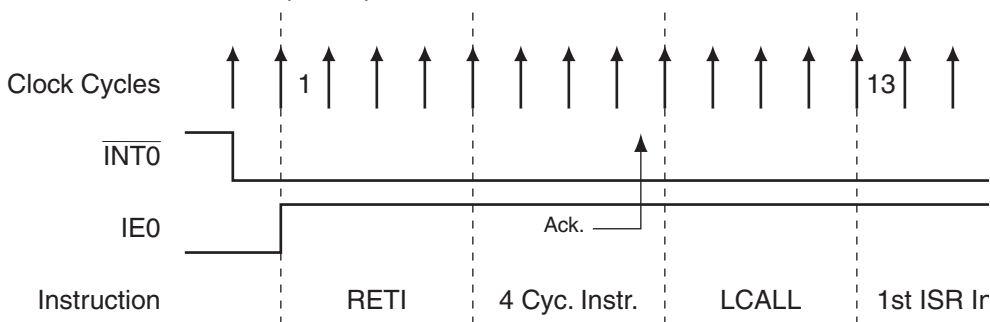 Clock Cycles 1 13
INT0
IE0
Ack.
Instruction RETI 4 Cyc. Instr. LCALL 1st ISR In